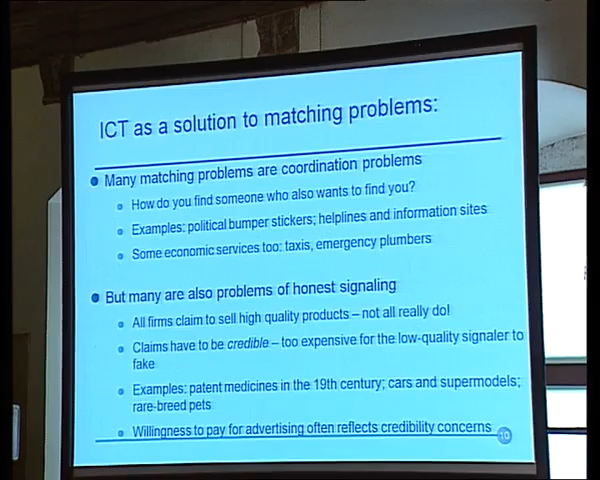 ICT as a solution to matching problems:
Many matching problems are coordination problems
How do you find someone who also wants to find you?
Examples: political bumper stickers; helplines and information sites
Some economic services too: taxis, emergency plumbers
But many are also problems of honest signaling
All firms claim to sell high quality products – not all really do!
Claims have to be credible – too expensive for the low-quality signaler to
fake
Examples: patent medicines in the 19th century; cars and supermodels;
rare-breed pets
Willingness to pay for advertising often reflects credibility concerns
10